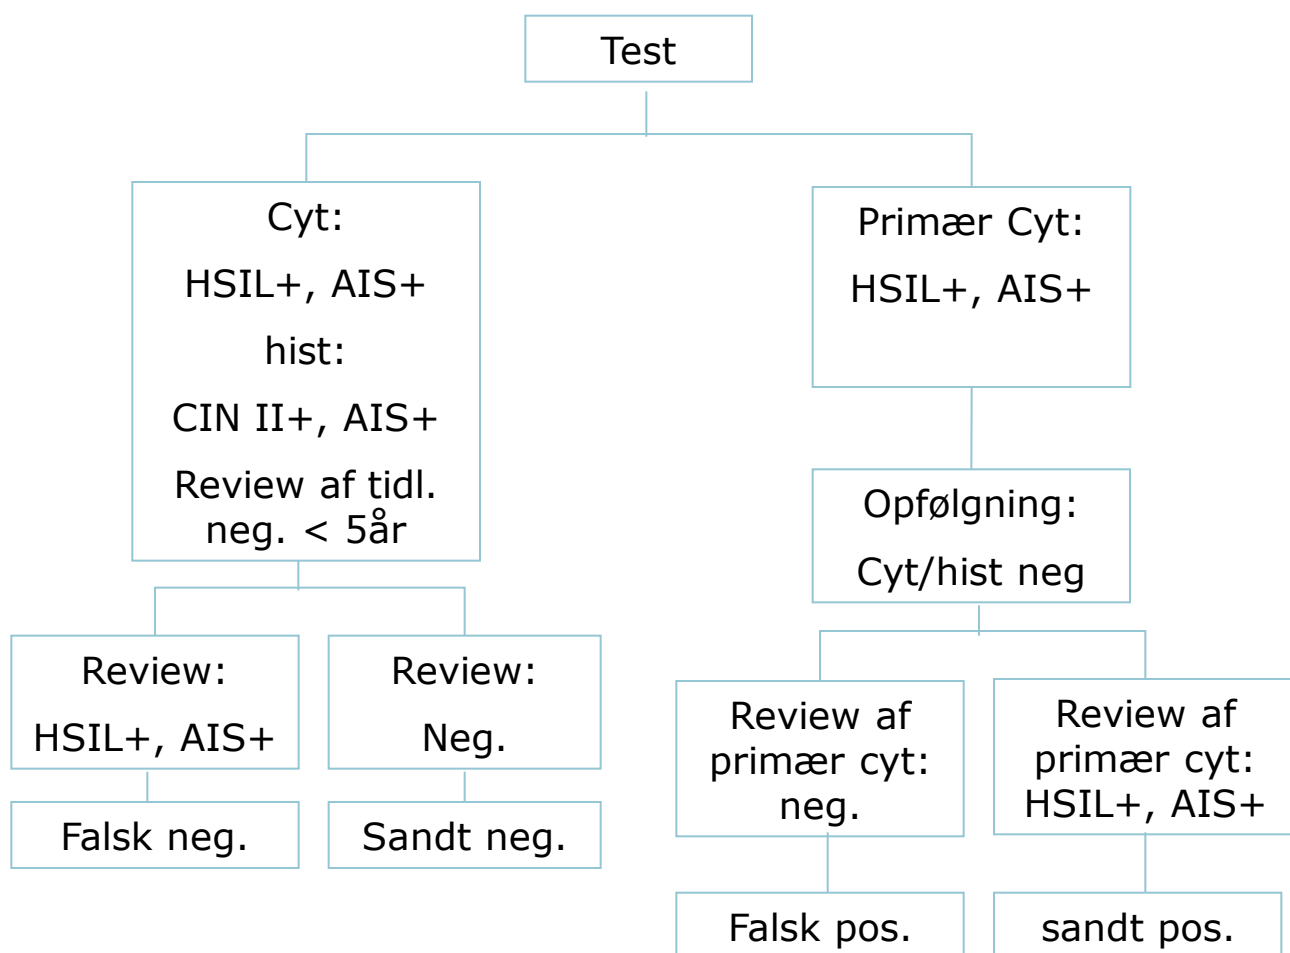 Test
Cyt:
HSIL+, AIS+
hist:
CIN II+, AIS+
Review af tidl.
neg. < 5år
Primær Cyt:
HSIL+, AIS+
Opfølgning:
Cyt/hist neg
Review:
HSIL+, AIS+
Review:
Neg.
Review af
primær cyt:
neg.
Review af
primær cyt:
HSIL+, AIS+
Falsk neg.
Sandt neg.
Falsk pos.
sandt pos.